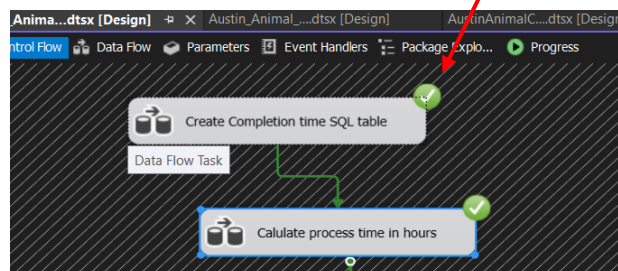 _Anima...dtsx [Design] Austin_Animal_....dtsx [Design] AustinAnimalC....dtsx [Design
ntrol Flow Data Flow Parameters Event Handlers Package Explo... Progress
Create Completion time SQL table
Data Flow Task
Calulate process time in hours